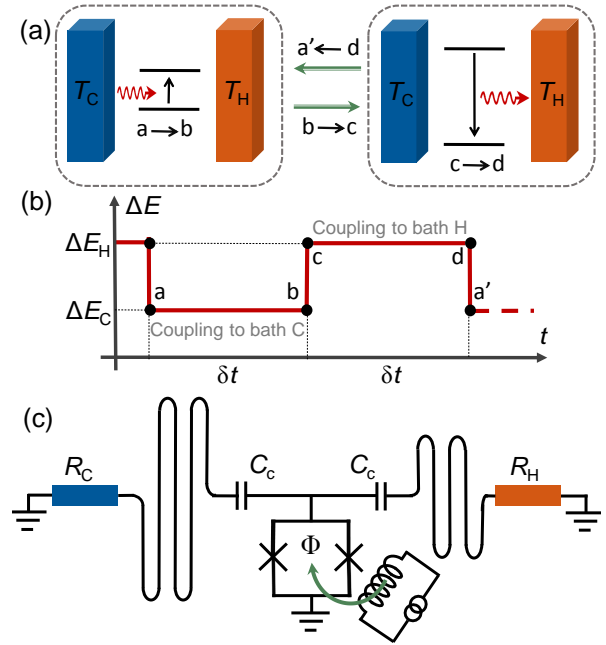 (a)
T_C
T_H
a→b
a'← d
b→c
T_C
T_H
c→d
(b)
ΔE
ΔE_H
ΔE_C
Coupling to bath H
c
d
a
b
a'
Coupling to bath C
t
δt
δt
(c)
R_C
C_c
C_c
R_H
Φ